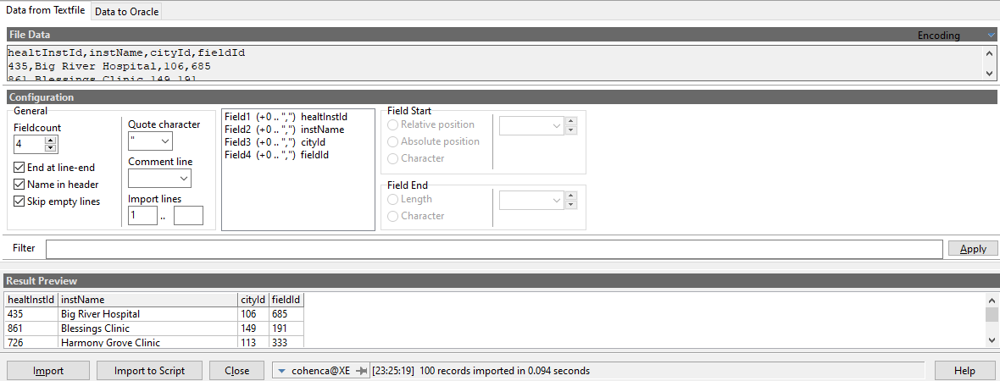 Data from Textfile Data to Oracle
File Data Encoding
healtInstId,instName,cityId,fieldId
435,Big River Hospital,106,685
861,Blessings Clinic,149,191
Configuration
General
Fieldcount
4
End at line-end
Name in header
Skip empty lines
Quote character
"
Comment line
Import lines
1 ..
Field1 (+0 .. ",") healtInstId
Field2 (+0 .. ",") instName
Field3 (+0 .. ",") cityId
Field4 (+0 .. ",") fieldId
Field Start
Relative position
Absolute position
Character
Field End
Length
Character
Filter Apply
Result Preview
healtInstId instName cityId fieldId
435 Big River Hospital 106 685
861 Blessings Clinic 149 191
726 Harmony Grove Clinic 113 333
Import Import to Script Close cohenca@XE [23:25:19] 100 records imported in 0.094 seconds Help